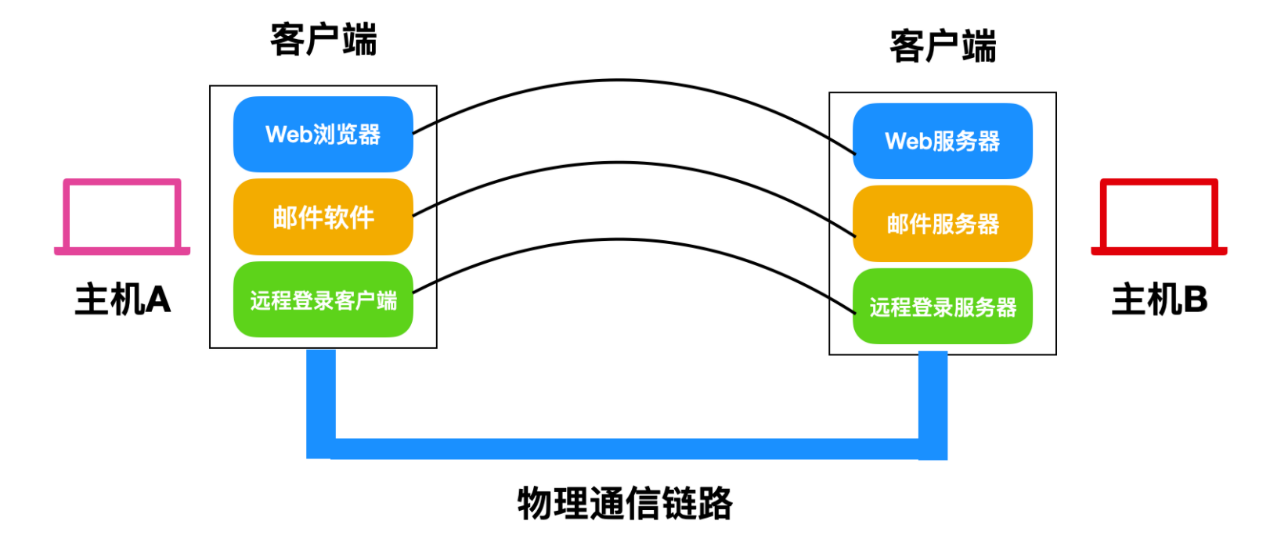 客户端
客户端
Web浏览器
Web服务器
邮件软件
邮件服务器
远程登录客户端
远程登录服务器
主机A
主机B
物理通信链路